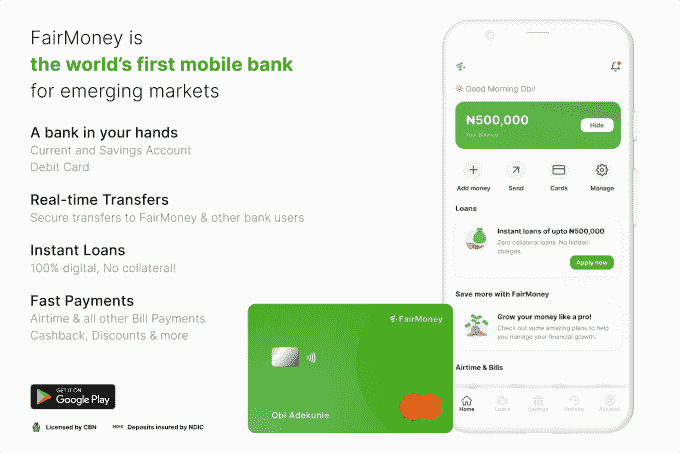 FairMoney is
the world's first mobile bank
for emerging markets
A bank in your hands
Current and Savings Account
Debit Card
Real-time Transfers
Secure transfers to FairMoney & other bank users
Instant Loans
100% digital, No collateral!
Fast Payments
Airtime & all other Bill Payments
Cashback, Discounts & more
GET IT ON
Google Play
Licensed by CBN
NDIC
Deposits insured by NDIC
FairMoney
Obi Adekunle
Good Morning Obi!
₦500,000
Your Balance
Hide
Add money
Send
Cards
Manage
Loans
Instant loans of upto ₦500,000
Zero collateral loans. No hidden
charges.
Apply now
Save more with FairMoney
Grow your money like a pro!
Check out some amazing plans to help
you manage your financial growth.
Airtime & Bills
Home
Loans
Savings
Activity
Account